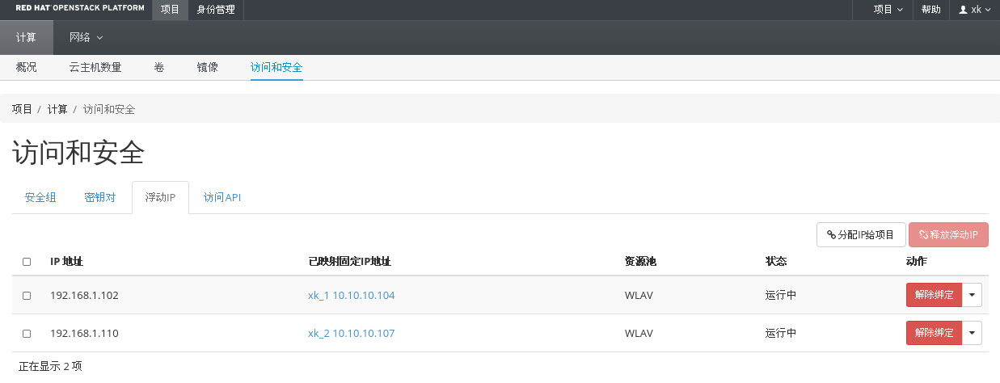 RED HAT OPENSTACK PLATFORM 项目 身份管理 项目 帮助 xk
计算 网络
概况 云主机数量 卷 镜像 访问和安全
项目 / 计算 / 访问和安全
访问和安全
安全组 密钥对 浮动IP 访问API
分配IP给项目 释放浮动IP
IP 地址 已映射固定IP地址 资源池 状态 动作
192.168.1.102 xk_1 10.10.10.104 WLAV 运行中 解除绑定
192.168.1.110 xk_2 10.10.10.107 WLAV 运行中 解除绑定
正在显示 2 项